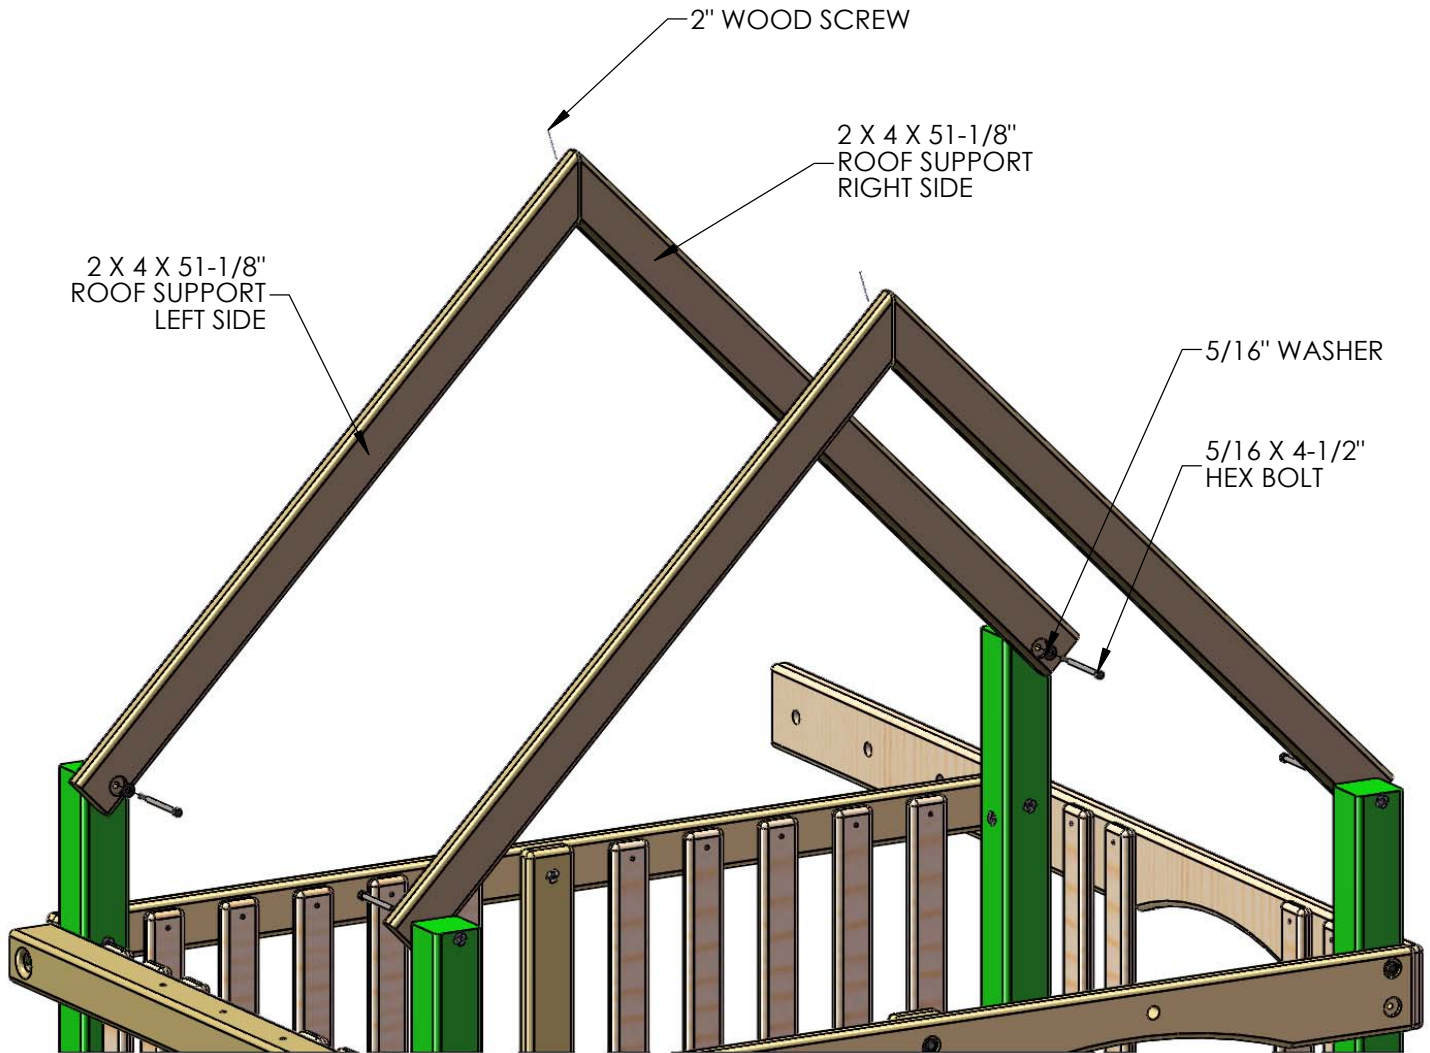 2" WOOD SCREW
2 X 4 X 51-1/8"
ROOF SUPPORT
RIGHT SIDE
2 X 4 X 51-1/8"
ROOF SUPPORT
LEFT SIDE
5/16" WASHER
5/16 X 4-1/2"
HEX BOLT